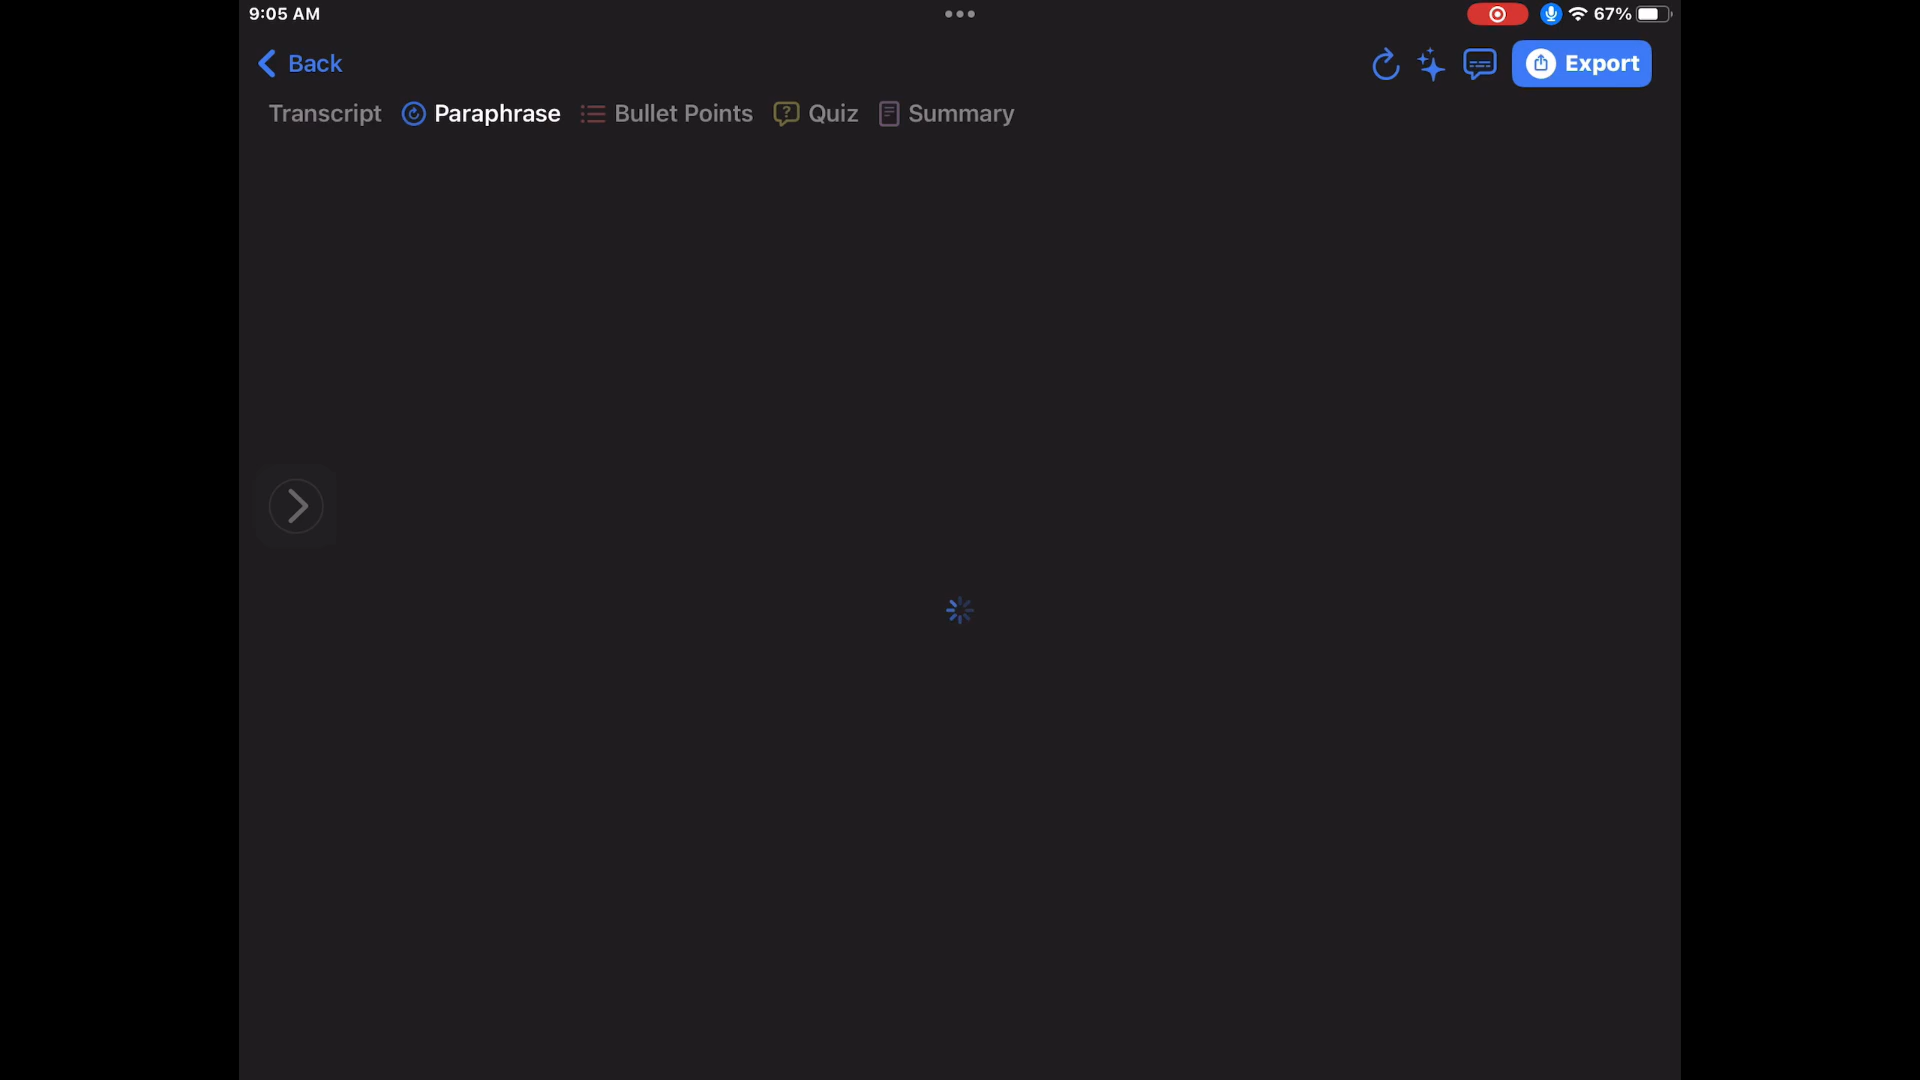 9:05 AM
67%
Back
Export
Transcript
Paraphrase
Bullet Points
? Quiz
Summary